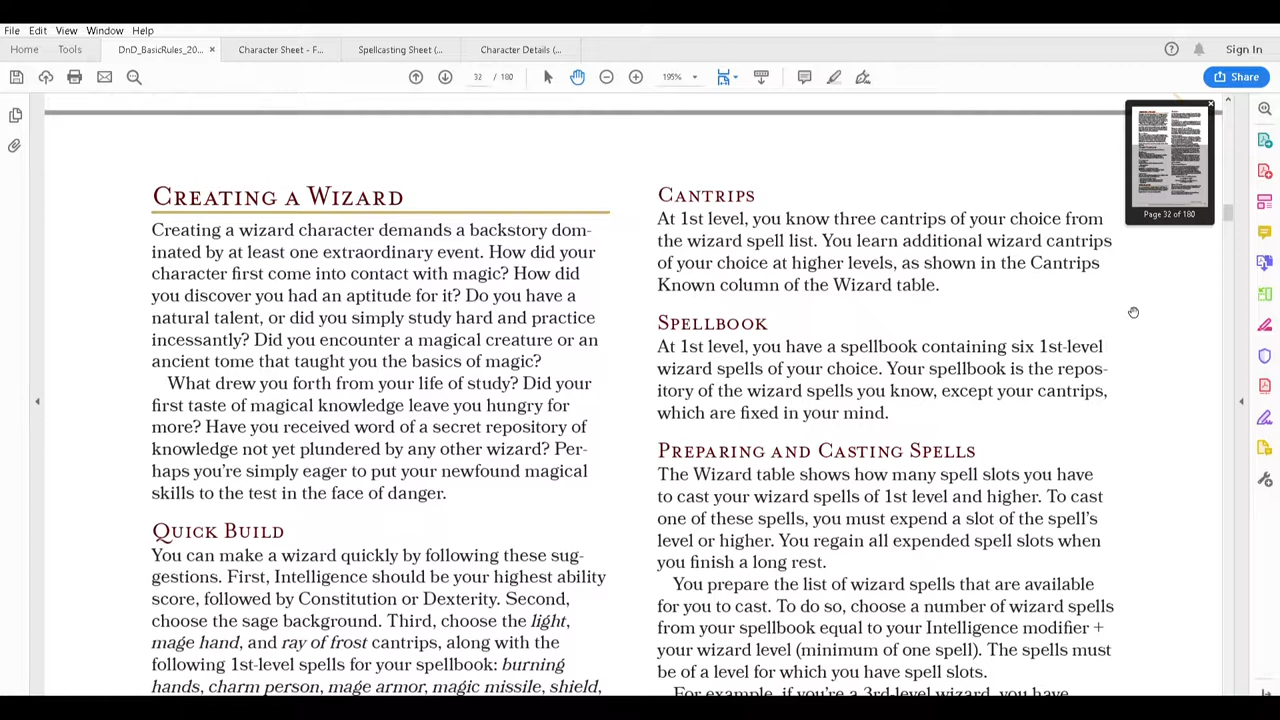 File Edit View Window Help
Home Tools DnD_BasicRules_20... × Character Sheet - F... Spellcasting Sheet (... Character Details (... Sign In
32 / 180 195% Share
CREATING A WIZARD
Creating a wizard character demands a backstory dom-
inated by at least one extraordinary event. How did your
character first come into contact with magic? How did
you discover you had an aptitude for it? Do you have a
natural talent, or did you simply study hard and practice
incessantly? Did you encounter a magical creature or an
ancient tome that taught you the basics of magic?
What drew you forth from your life of study? Did your
first taste of magical knowledge leave you hungry for
more? Have you received word of a secret repository of
knowledge not yet plundered by any other wizard? Per-
haps you're simply eager to put your newfound magical
skills to the test in the face of danger.
QUICK BUILD
You can make a wizard quickly by following these sug-
gestions. First, Intelligence should be your highest ability
score, followed by Constitution or Dexterity. Second,
choose the sage background. Third, choose the light,
mage hand, and ray of frost cantrips, along with the
following 1st-level spells for your spellbook: burning
hands, charm person, mage armor, magic missile, shield,
CANTRIPS
At 1st level, you know three cantrips of your choice from
the wizard spell list. You learn additional wizard cantrips
of your choice at higher levels, as shown in the Cantrips
Known column of the Wizard table.
SPELLBOOK
At 1st level, you have a spellbook containing six 1st-level
wizard spells of your choice. Your spellbook is the repos-
itory of the wizard spells you know, except your cantrips,
which are fixed in your mind.
PREPARING AND CASTING SPELLS
The Wizard table shows how many spell slots you have
to cast your wizard spells of 1st level and higher. To cast
one of these spells, you must expend a slot of the spell's
level or higher. You regain all expended spell slots when
you finish a long rest.
You prepare the list of wizard spells that are available
for you to cast. To do so, choose a number of wizard spells
from your spellbook equal to your Intelligence modifier +
your wizard level (minimum of one spell). The spells must
be of a level for which you have spell slots.
For example, if you're a 3rd-level wizard, you have
Page 32 of 180